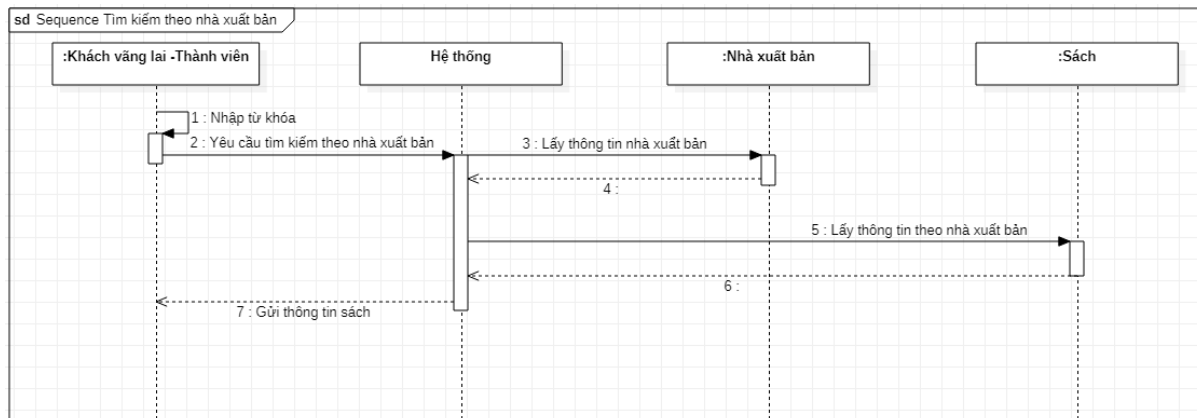 sd Sequence Tìm kiếm theo nhà xuất bản
:Khách vãng lai -Thành viên
Hệ thống
:Nhà xuất bản
:Sách
1 : Nhập từ khóa
2 : Yêu cầu tìm kiếm theo nhà xuất bản
3 : Lấy thông tin nhà xuất bản
4 :
5 : Lấy thông tin theo nhà xuất bản
6 :
7 : Gửi thông tin sách